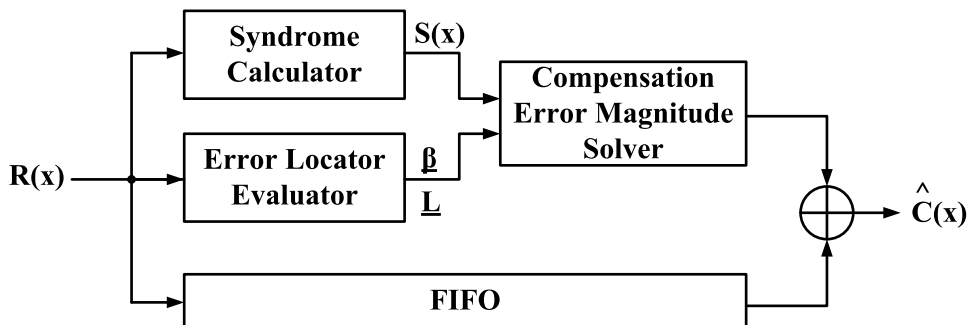 Syndrome
Calculator
S(x)
Compensation
Error Magnitude
Solver
R(x)
Error Locator
Evaluator
β
L
Ĉ(x)
FIFO